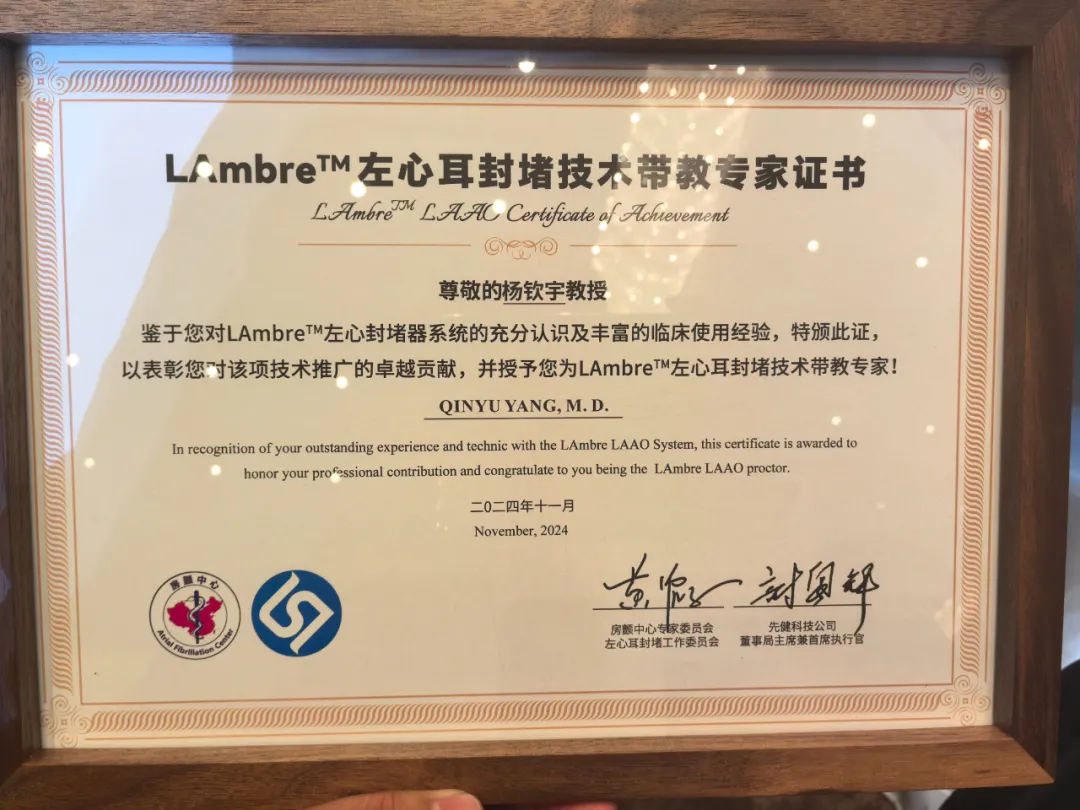 LAmbre™左心耳封堵技术带教专家证书
LAmbre™ LAAO Certificate of Achievement
尊敬的杨钦宇教授
鉴于您对LAmbre™左心封堵器系统的充分认识及丰富的临床使用经验，特颁此证，
以表彰您对该项技术推广的卓越贡献，并授予您为LAmbre™左心耳封堵技术带教专家！
QINYU YANG, M. D.
In recognition of your outstanding experience and technic with the LAmbre LAAO System, this certificate is awarded to
honor your professional contribution and congratulate to you being the LAmbre LAAO proctor.
二〇二四年十一月
November, 2024
房颤中心
Atrial Fibrillation Center
房颤中心专家委员会
左心耳封堵工作委员会
先健科技公司
董事局主席兼首席执行官